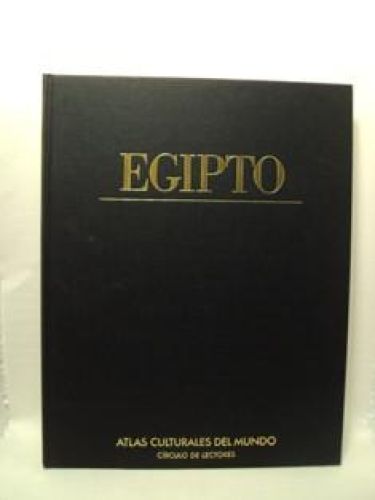 EGIPTO
ATLAS CULTURALES DEL MUNDO
CÍRCULO DE LECTORES